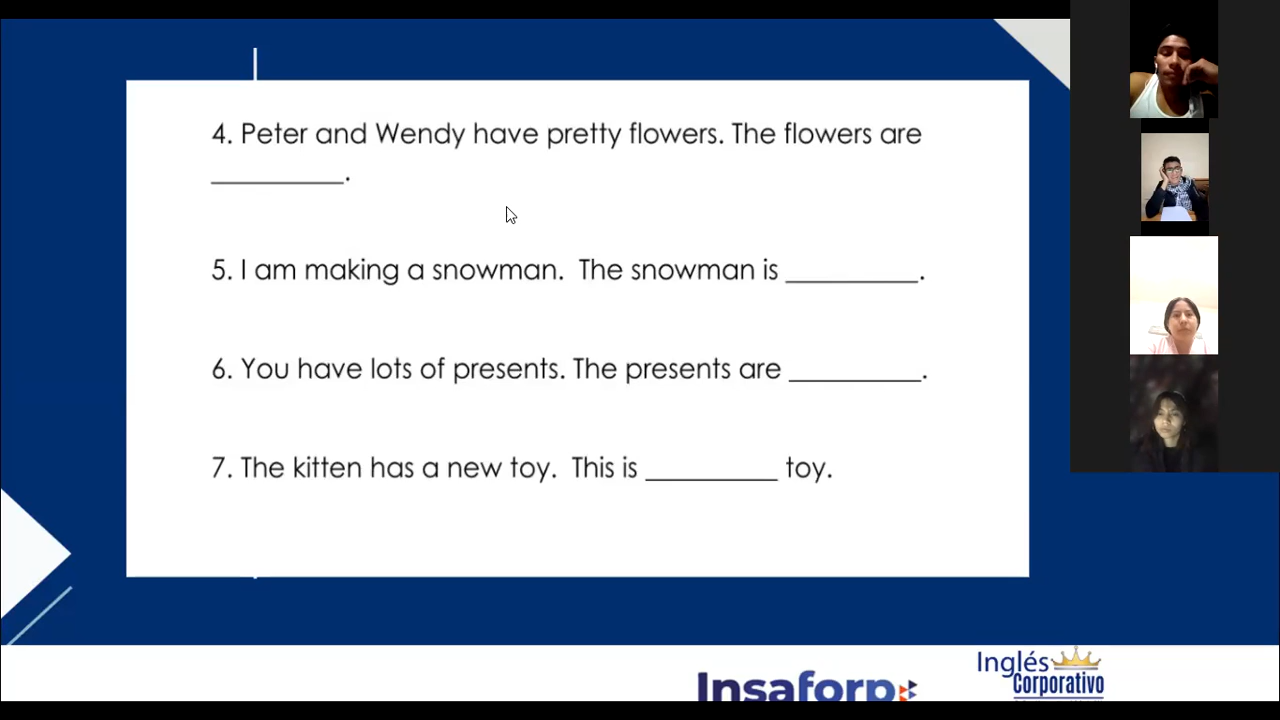 4. Peter and Wendy have pretty flowers. The flowers are
__________.
5. I am making a snowman. The snowman is __________.
6. You have lots of presents. The presents are __________.
7. The kitten has a new toy. This is __________ toy.
Insaforp
Inglés
Corporativo